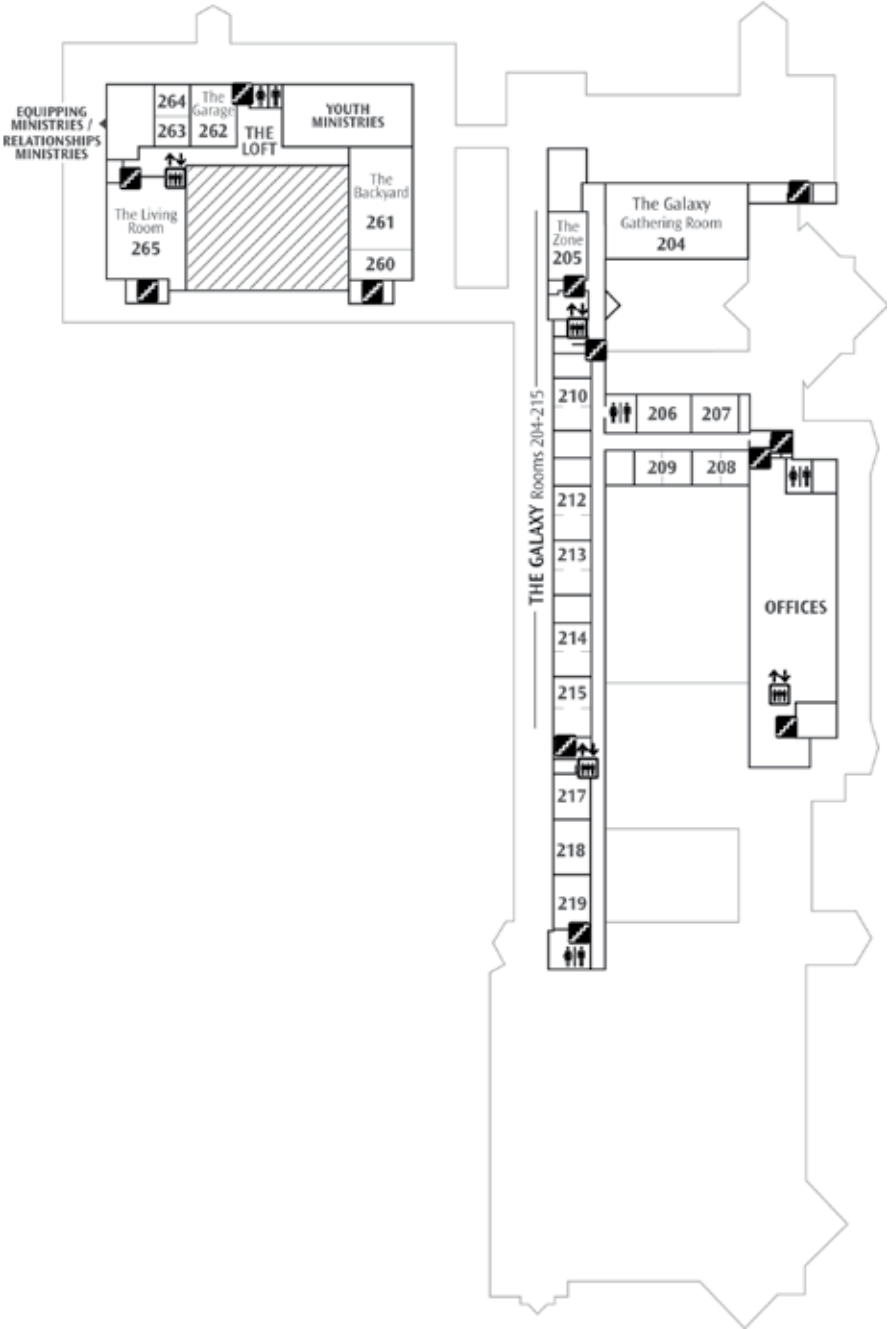 EQUIPPING
MINISTRIES /
RELATIONSHIPS
MINISTRIES
264
263
The
Garage
262
THE
LOFT
YOUTH
MINISTRIES
The
Backyard
261
260
The Living
Room
265
The
Zone
205
The Galaxy
Gathering Room
204
THE GALAXY Rooms 204-215
210
206
207
209
208
212
213
214
215
OFFICES
217
218
219